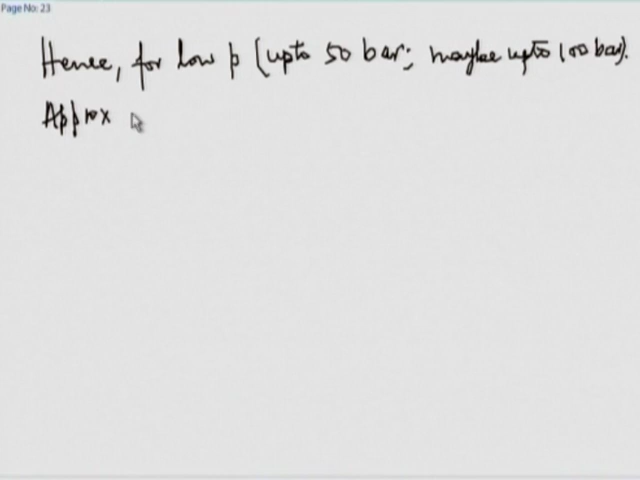 Page No: 23
Hence, for low p (upto 50 bar; maybe upto 100 bar).
Approx